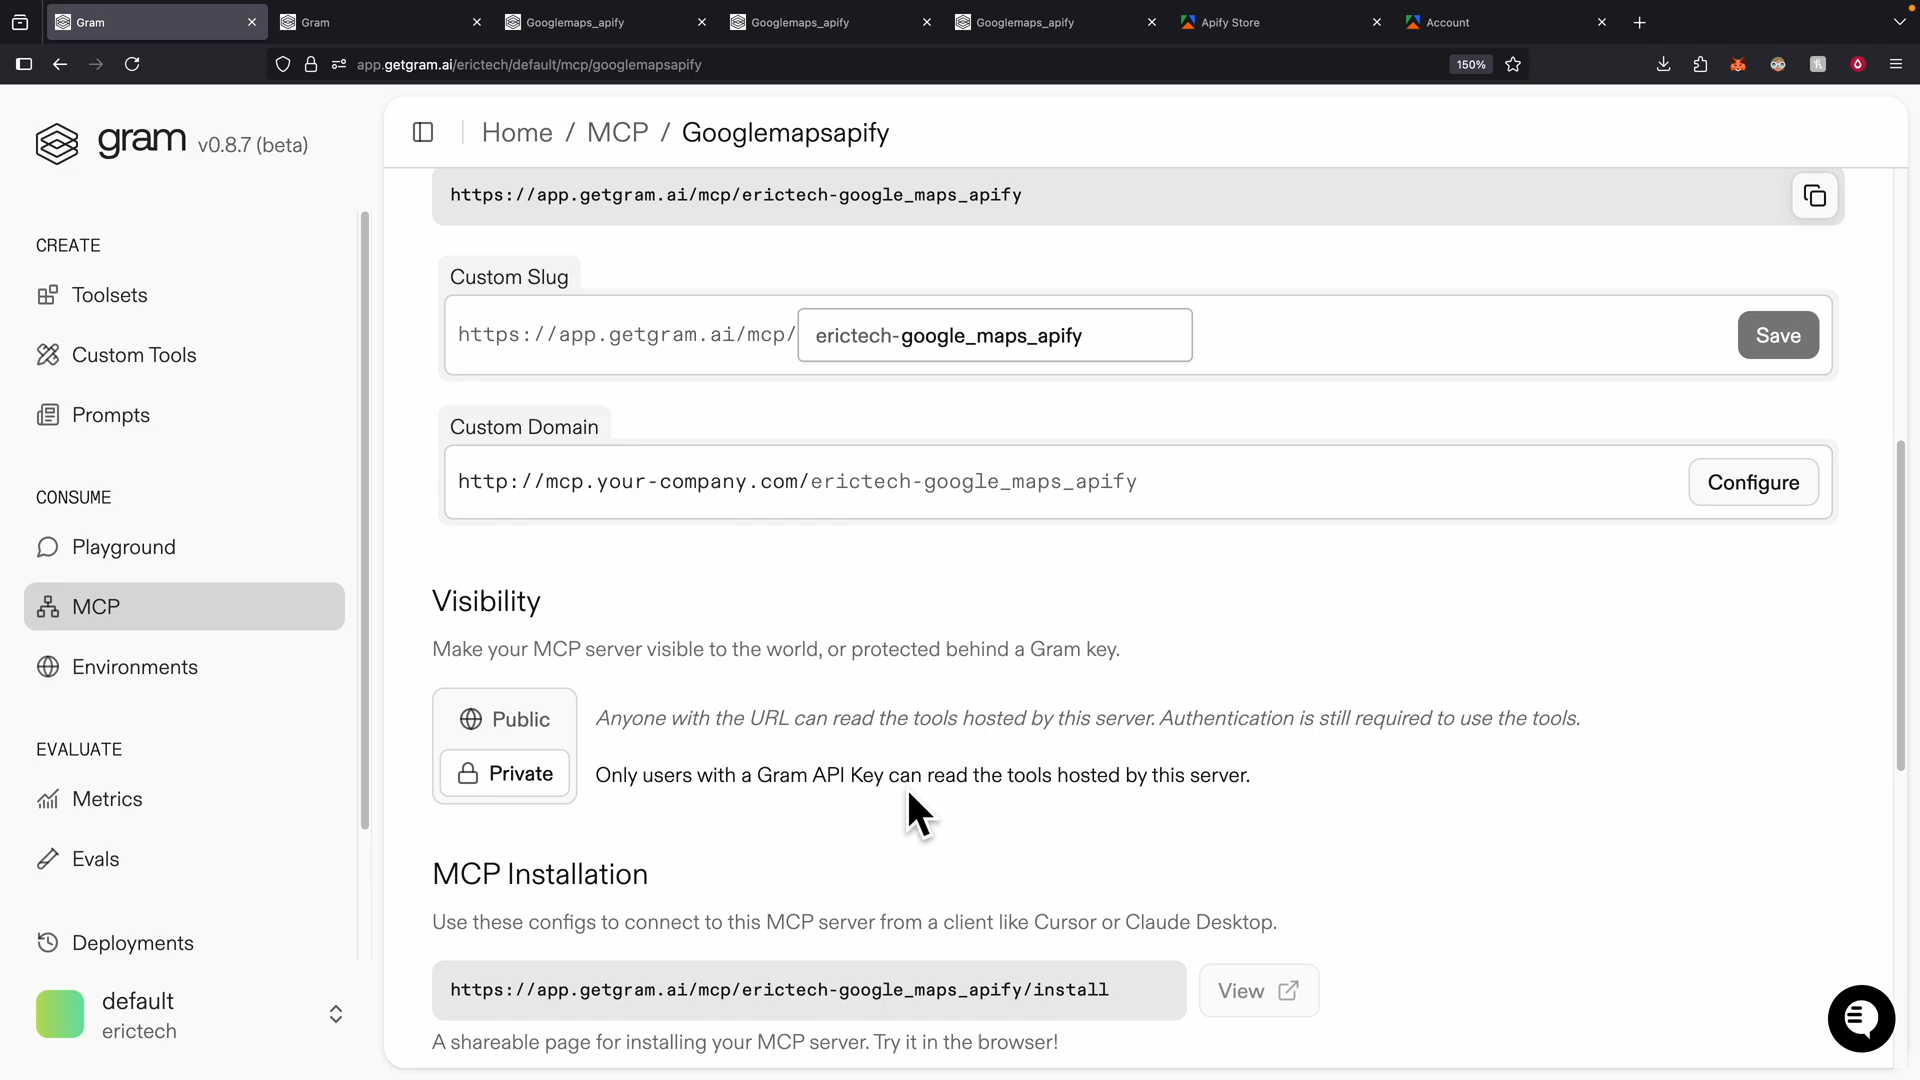 Gram
Gram
Googlemaps_apify
Googlemaps_apify
Googlemaps_apify
Apify Store
Account
app.getgram.ai/erictech/default/mcp/googlemapsapify
150%
gram v0.8.7 (beta)
Home / MCP / Googlemapsapify
CREATE
Toolsets
Custom Tools
Prompts
CONSUME
Playground
MCP
Environments
EVALUATE
Metrics
Evals
Deployments
default
erictech
https://app.getgram.ai/mcp/erictech-google_maps_apify
Custom Slug
https://app.getgram.ai/mcp/ erictech-google_maps_apify
Save
Custom Domain
http://mcp.your-company.com/erictech-google_maps_apify
Configure
Visibility
Make your MCP server visible to the world, or protected behind a Gram key.
Public
Anyone with the URL can read the tools hosted by this server. Authentication is still required to use the tools.
Private
Only users with a Gram API Key can read the tools hosted by this server.
MCP Installation
Use these configs to connect to this MCP server from a client like Cursor or Claude Desktop.
https://app.getgram.ai/mcp/erictech-google_maps_apify/install
View
A shareable page for installing your MCP server. Try it in the browser!